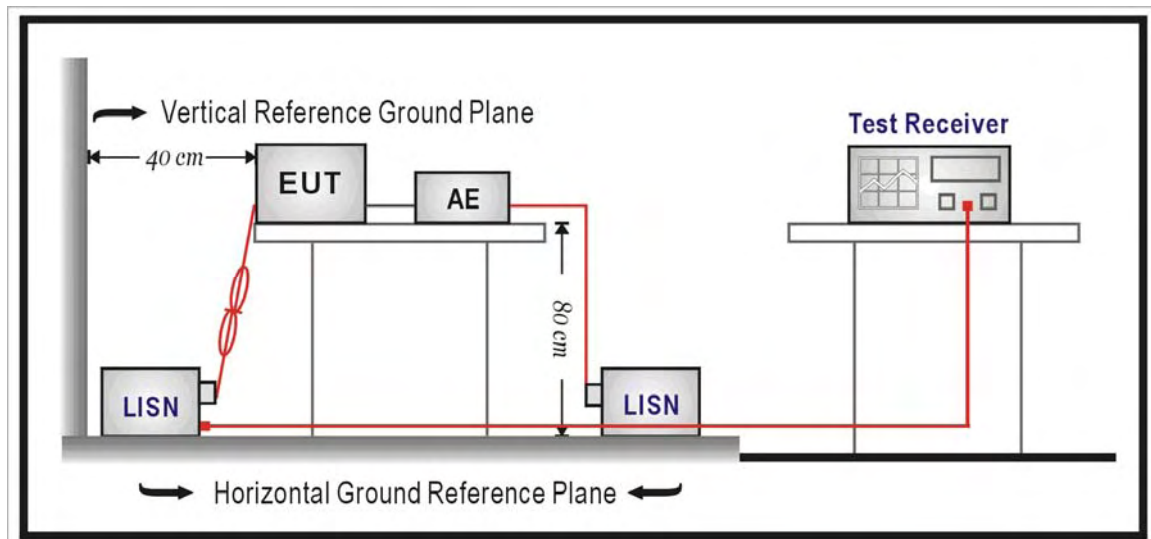 Vertical Reference Ground Plane
40 cm
EUT
AE
Test Receiver
80 cm
LISN
LISN
Horizontal Ground Reference Plane